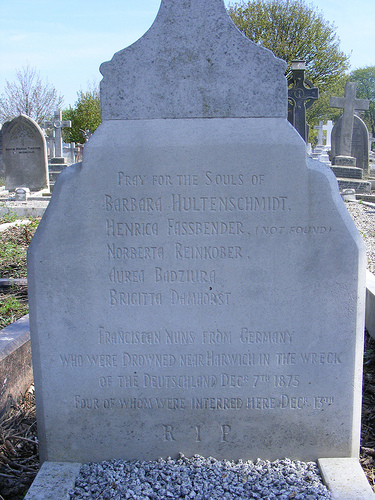 Pray for the Souls of
Barbara Hultenschmidt.
Henrica Fassbender, (not found)
Norberta Reinkober.
Aurea Badziura.
Brigitta Damhorst.
Franciscan Nuns from Germany
who were Drowned near Harwich in the wreck
of the Deutschland Decr 7th 1875.
Four of whom were interred here Decr 13th
R I P